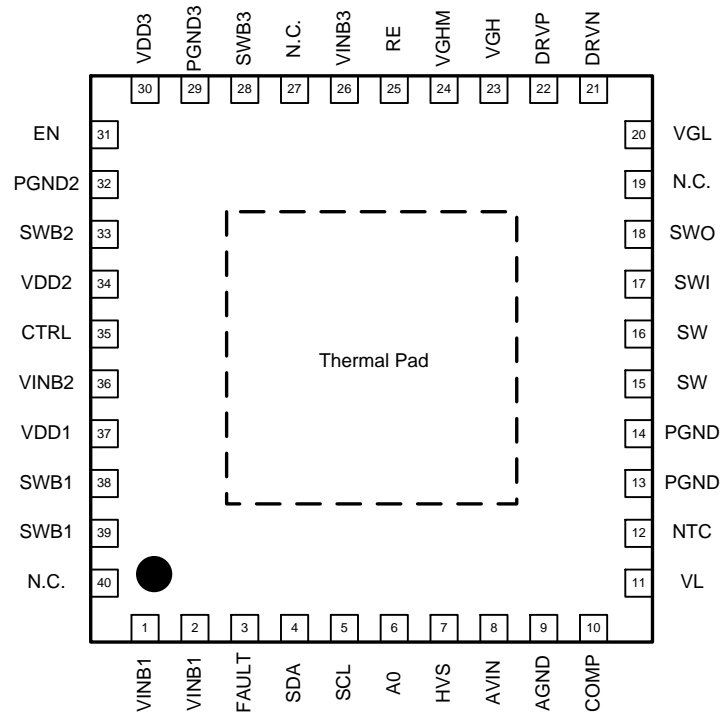 VDD3
PGND3
SWB3
N.C.
VINB3
RE
VGHM
VGH
DRVP
DRVN
30
29
28
27
26
25
24
23
22
21
EN
31
20
VGL
PGND2
32
19
N.C.
SWB2
33
18
SWO
VDD2
34
17
SWI
CTRL
35
Thermal Pad
16
SW
VINB2
36
15
SW
VDD1
37
14
PGND
SWB1
38
13
PGND
SWB1
39
12
NTC
N.C.
40
11
VL
1
2
3
4
5
6
7
8
9
10
VINB1
VINB1
FAULT
SDA
SCL
A0
HVS
AVIN
AGND
COMP